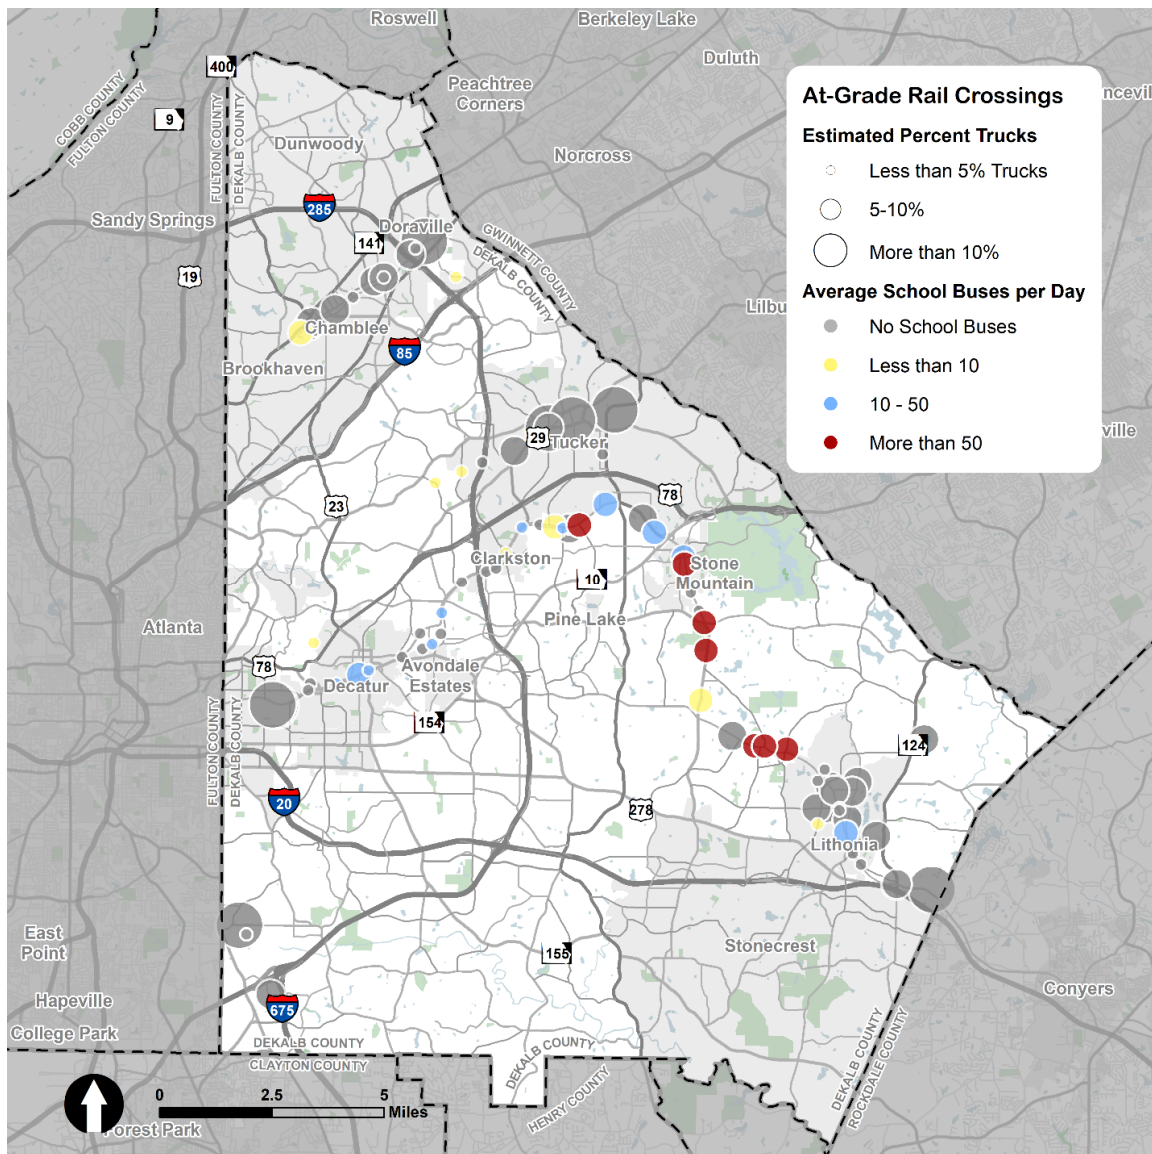 Roswell
Berkeley Lake
400
Duluth
Peachtree
Corners
COBB COUNTY
FULTON COUNTY
9
FULTON COUNTY
DEKALB COUNTY
Dunwoody
Norcross
At-Grade Rail Crossings
Estimated Percent Trucks
Less than 5% Trucks
5-10%
More than 10%
Average School Buses per Day
No School Buses
Less than 10
10 - 50
More than 50
285
Sandy Springs
Doraville
141
GWINNETT COUNTY
DEKALB COUNTY
19
Lilbu
Chamblee
85
Brookhaven
29
Tucker
ville
78
23
Clarkston
Stone
Mountain
10
Pine Lake
Atlanta
78
Avondale
Estates
Decatur
154
FULTON COUNTY
DEKALB COUNTY
124
20
278
Lithonia
East
Point
155
Stonecrest
Hapeville
675
Conyers
College Park
DEKALB COUNTY
CLAYTON COUNTY
DEKALB COUNTY
HENRY COUNTY
DEKALB COUNTY
ROCKDALE COUNTY
0
2.5
5
Miles
Forest Park